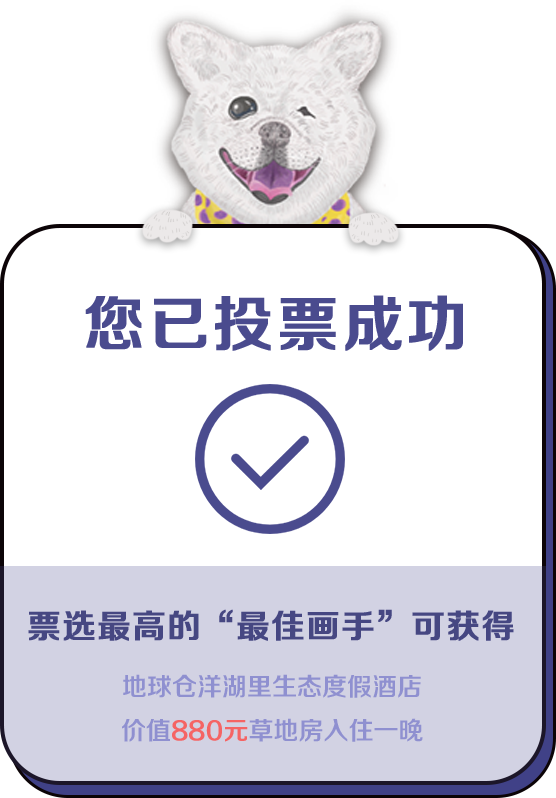 您已投票成功
票选最高的“最佳画手”可获得
地球仓洋湖里生态度假酒店
价值880元草地房入住一晚